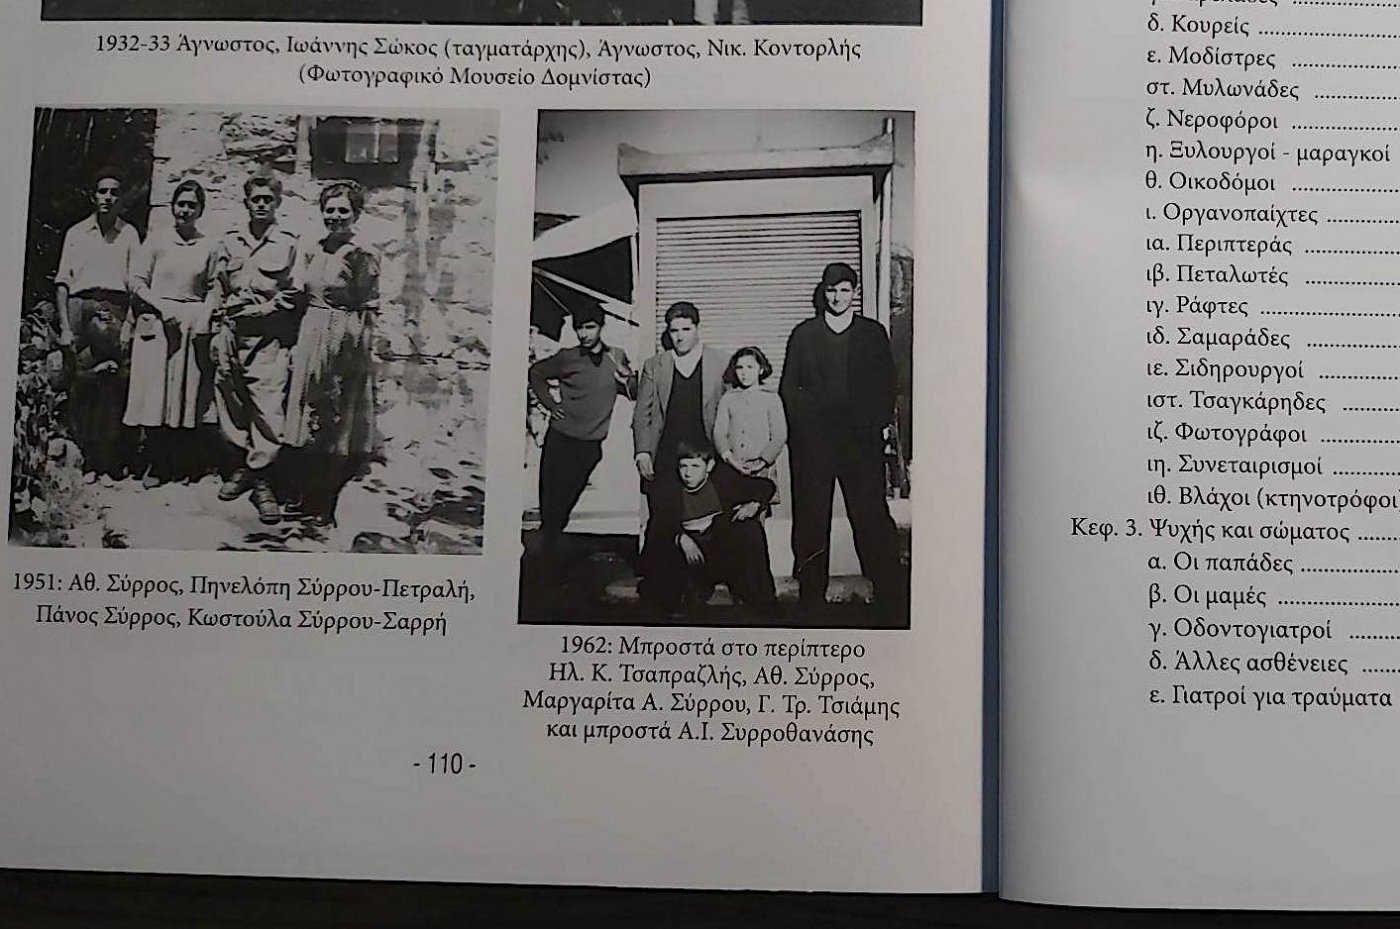 1932-33 Άγνωστος, Ιωάννης Σώκος (ταγματάρχης), Άγνωστος, Νικ. Κοντορλής
(Φωτογραφικό Μουσείο Δομνίστας)
1951: Αθ. Σύρρος, Πηνελόπη Σύρρου-Πετραλή,
Πάνος Σύρρος, Κωστούλα Σύρρου-Σαρρή
1962: Μπροστά στο περίπτερο
Ηλ. Κ. Τσαπραζλής, Αθ. Σύρρος,
Μαργαρίτα Α. Σύρρου, Γ. Τρ. Τσιάμης
και μπροστά Α.Ι. Συρροθανάσης
- 110 -
δ. Κουρείς ..................
ε. Μοδίστρες ..............
στ. Μυλωνάδες ...........
ζ. Νεροφόροι ..............
η. Ξυλουργοί - μαραγκοί
θ. Οικοδόμοι ..............
ι. Οργανοπαίχτες .........
ια. Περιπτεράς ............
ιβ. Πεταλωτές ............
ιγ. Ράφτες ..................
ιδ. Σαμαράδες ............
ιε. Σιδηρουργοί ..........
ιστ. Τσαγκάρηδες .......
ιζ. Φωτογράφοι ..........
ιη. Συνεταιρισμοί ........
ιθ. Βλάχοι (κτηνοτρόφοι
Κεφ. 3. Ψυχής και σώματος .....
α. Οι παπάδες .............
β. Οι μαμές ................
γ. Οδοντογιατροί .......
δ. Άλλες ασθένειες .....
ε. Γιατροί για τραύματα